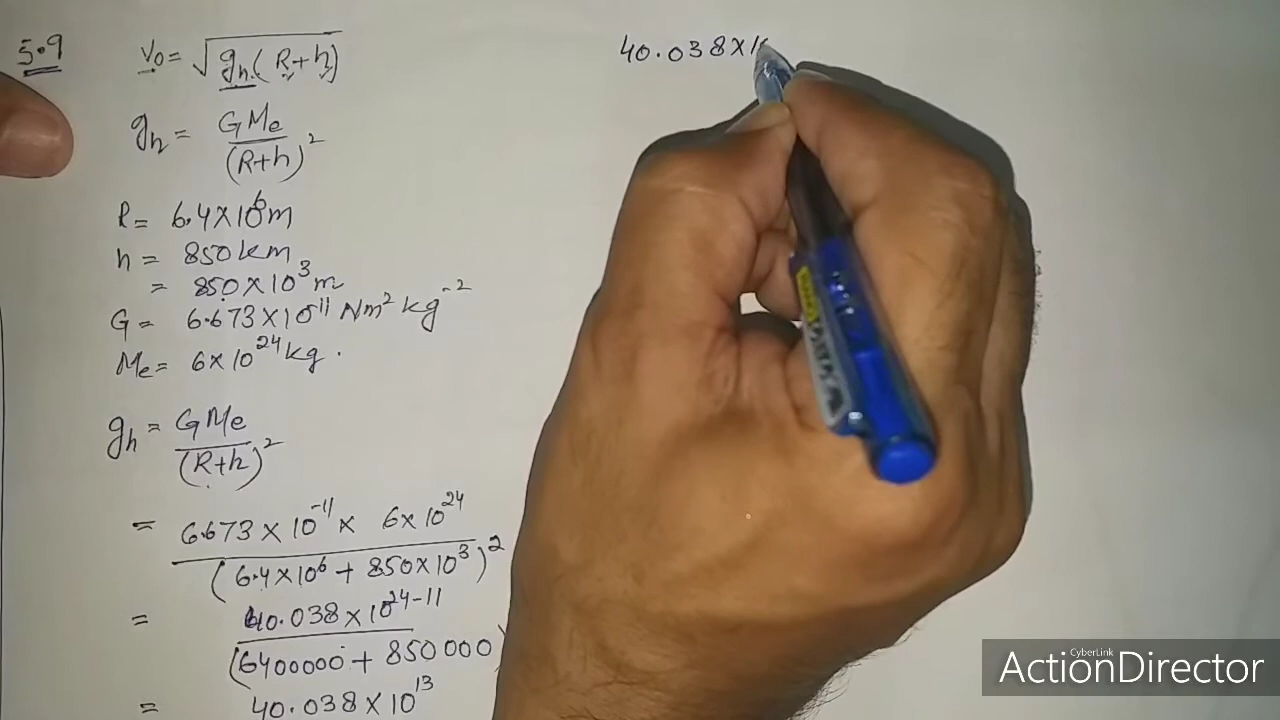 5.9
v₀ = √gₕ(R+h)
gₕ = GMe
(R+h)²
R = 6.4×10⁶m
h = 850 km
= 850×10³ m
G = 6.673×10⁻¹¹ Nm² kg⁻²
Me = 6×10²⁴ kg.
gₕ = GMe
(R+h)²
= 6.673×10⁻¹¹ × 6×10²⁴
(6.4×10⁶ + 850×10³)²
= 40.038×10²⁴⁻¹¹
(6400000 + 850000
= 40.038×10¹³
40.038×1
CyberLink
ActionDirector